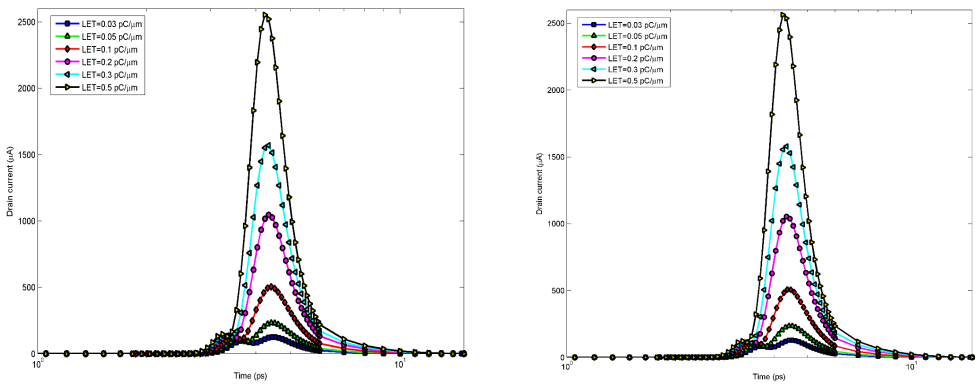 2500
2000
1500
1000
500
0
Drain current (μA)
LET=0.03 pC/μm
LET=0.05 pC/μm
LET=0.1 pC/μm
LET=0.2 pC/μm
LET=0.3 pC/μm
LET=0.5 pC/μm
10⁰
10¹
Time (ps)
2500
2000
1500
1000
500
0
Drain current (μA)
LET=0.03 pC/μm
LET=0.05 pC/μm
LET=0.1 pC/μm
LET=0.2 pC/μm
LET=0.3 pC/μm
LET=0.5 pC/μm
10⁰
10¹
Time (ps)